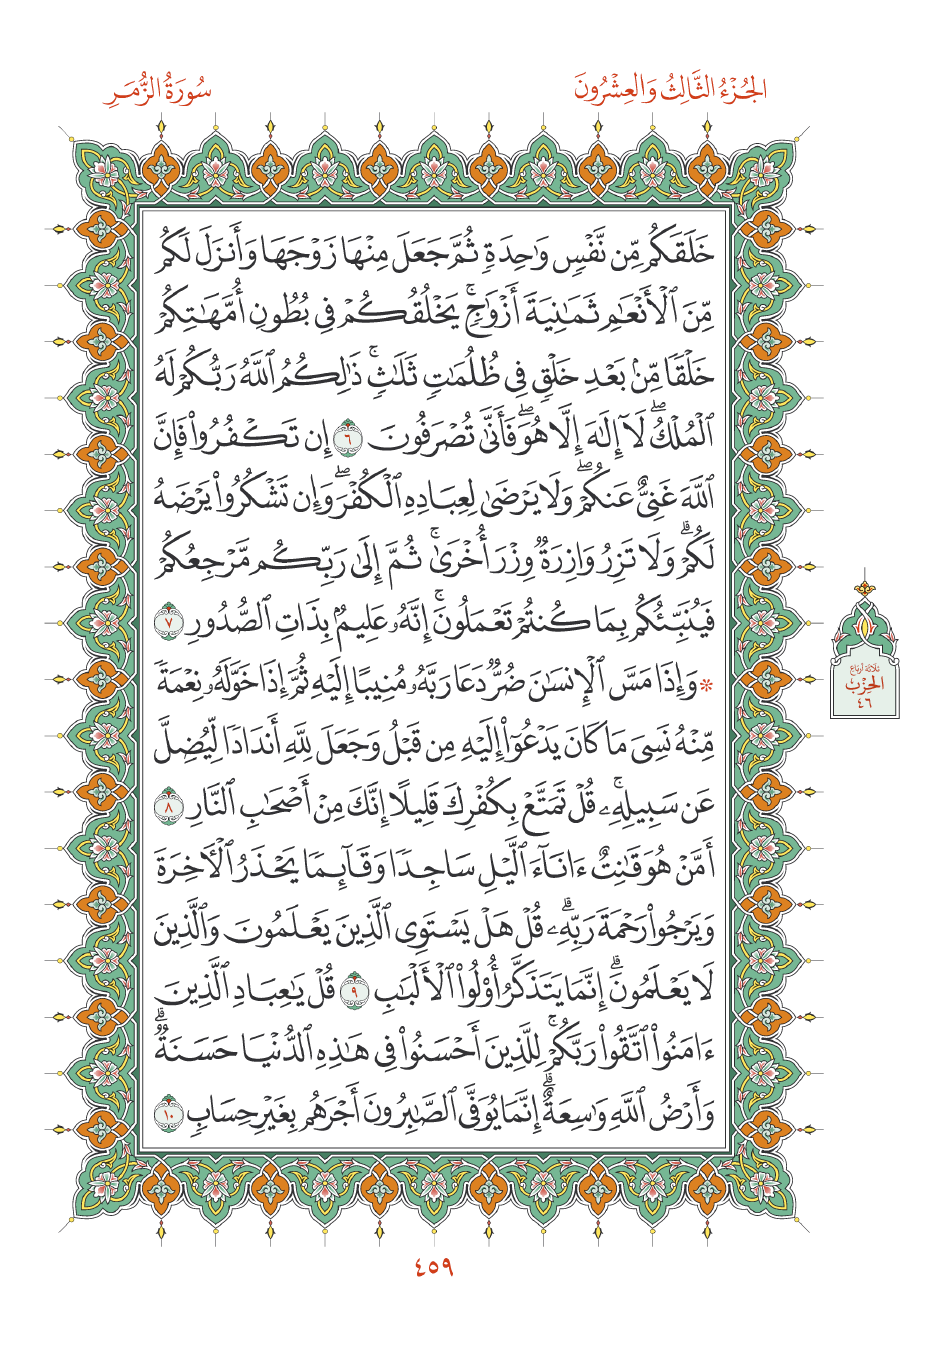 الجُزْءُ الثَّالِثُ وَالعِشْرُونَ
سُورَةُ الزُّمَرِ
خَلَقَكُم مِّن نَّفْسٍ وَٰحِدَةٍ ثُمَّ جَعَلَ مِنْهَا زَوْجَهَا وَأَنزَلَ لَكُم
مِّنَ ٱلْأَنْعَٰمِ ثَمَٰنِيَةَ أَزْوَٰجٍۚ يَخْلُقُكُمْ فِى بُطُونِ أُمَّهَٰتِكُمْ
خَلْقًا مِّنۢ بَعْدِ خَلْقٍ فِى ظُلُمَٰتٍ ثَلَٰثٍۚ ذَٰلِكُمُ ٱللَّهُ رَبُّكُمْ لَهُ
ٱلْمُلْكُۖ لَآ إِلَٰهَ إِلَّا هُوَۖ فَأَنَّىٰ تُصْرَفُونَ ٦ إِن تَكْفُرُوا۟ فَإِنَّ
ٱللَّهَ غَنِىٌّ عَنكُمْۖ وَلَا يَرْضَىٰ لِعِبَادِهِ ٱلْكُفْرَۖ وَإِن تَشْكُرُوا۟ يَرْضَهُ
لَكُمْۗ وَلَا تَزِرُ وَازِرَةٌ وِزْرَ أُخْرَىٰۚ ثُمَّ إِلَىٰ رَبِّكُم مَّرْجِعُكُمْ
فَيُنَبِّئُكُم بِمَا كُنتُمْ تَعْمَلُونَۚ إِنَّهُۥ عَلِيمٌۢ بِذَاتِ ٱلصُّدُورِ ٧
* وَإِذَا مَسَّ ٱلْإِنسَٰنَ ضُرٌّ دَعَا رَبَّهُۥ مُنِيبًا إِلَيْهِ ثُمَّ إِذَا خَوَّلَهُۥ نِعْمَةً
مِّنْهُ نَسِىَ مَا كَانَ يَدْعُوٓا۟ إِلَيْهِ مِن قَبْلُ وَجَعَلَ لِلَّهِ أَندَادًا لِّيُضِلَّ
عَن سَبِيلِهِۦۚ قُلْ تَمَتَّعْ بِكُفْرِكَ قَلِيلًا إِنَّكَ مِنْ أَصْحَٰبِ ٱلنَّارِ ٨
أَمَّنْ هُوَ قَٰنِتٌ ءَانَآءَ ٱلَّيْلِ سَاجِدًا وَقَآئِمًا يَحْذَرُ ٱلْءَاخِرَةَ
وَيَرْجُوا۟ رَحْمَةَ رَبِّهِۦۗ قُلْ هَلْ يَسْتَوِى ٱلَّذِينَ يَعْلَمُونَ وَٱلَّذِينَ
لَا يَعْلَمُونَۗ إِنَّمَا يَتَذَكَّرُ أُو۟لُوا۟ ٱلْأَلْبَٰبِ ٩ قُلْ يَٰعِبَادِ ٱلَّذِينَ
ءَامَنُوا۟ ٱتَّقُوا۟ رَبَّكُمْۚ لِلَّذِينَ أَحْسَنُوا۟ فِى هَٰذِهِ ٱلدُّنْيَا حَسَنَةٌۗ
وَأَرْضُ ٱللَّهِ وَٰسِعَةٌۗ إِنَّمَا يُوَفَّى ٱلصَّٰبِرُونَ أَجْرَهُم بِغَيْرِ حِسَابٍ ١٠
ثلاثة أرباع
الحِزْب
٤٦
٤٥٩